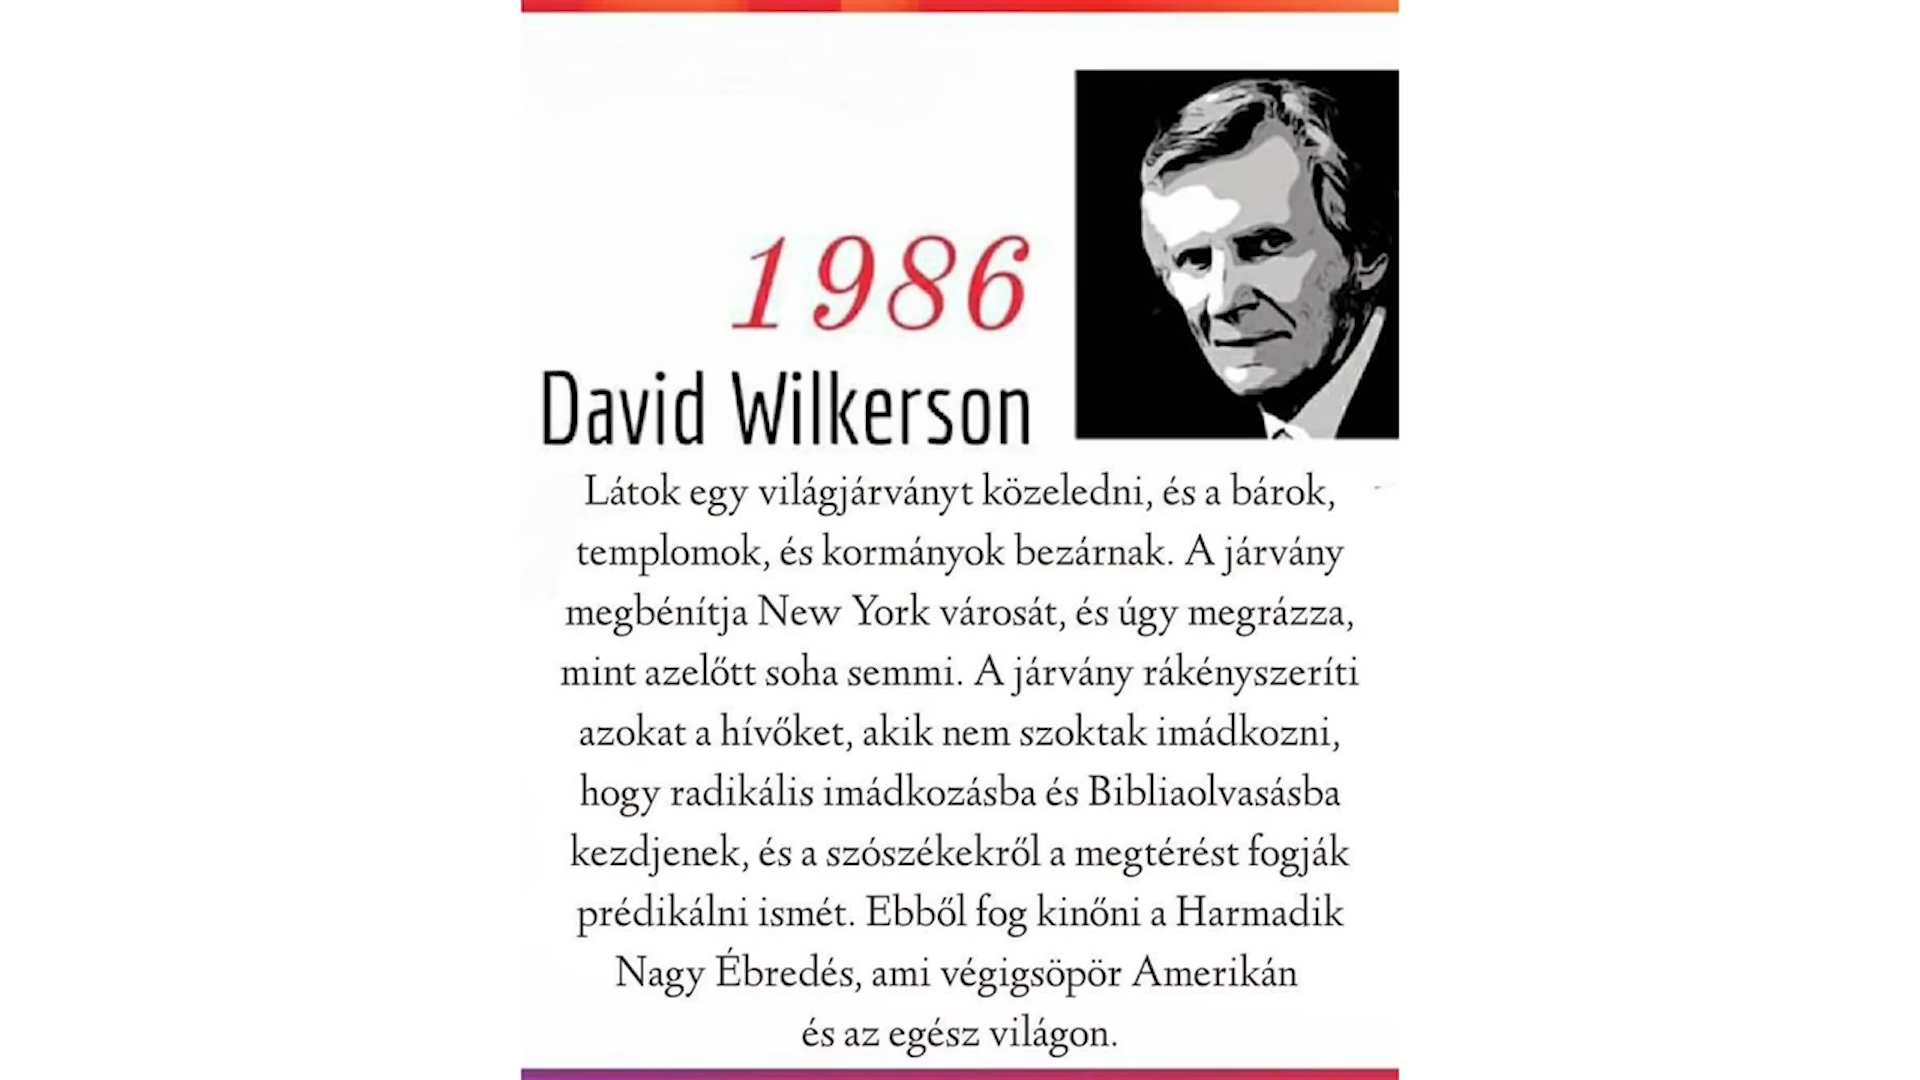 1986
David Wilkerson
Látok egy világjárványt közeledni, és a bárok,
templomok, és kormányok bezárnak. A járvány
megbénítja New York városát, és úgy megrázza,
mint azelőtt soha semmi. A járvány rákényszeríti
azokat a hívőket, akik nem szoktak imádkozni,
hogy radikális imádkozásba és Bibliaolvasásba
kezdjenek, és a szószékekről a megtérést fogják
prédikálni ismét. Ebből fog kinőni a Harmadik
Nagy Ébredés, ami végigsöpör Amerikán
és az egész világon.